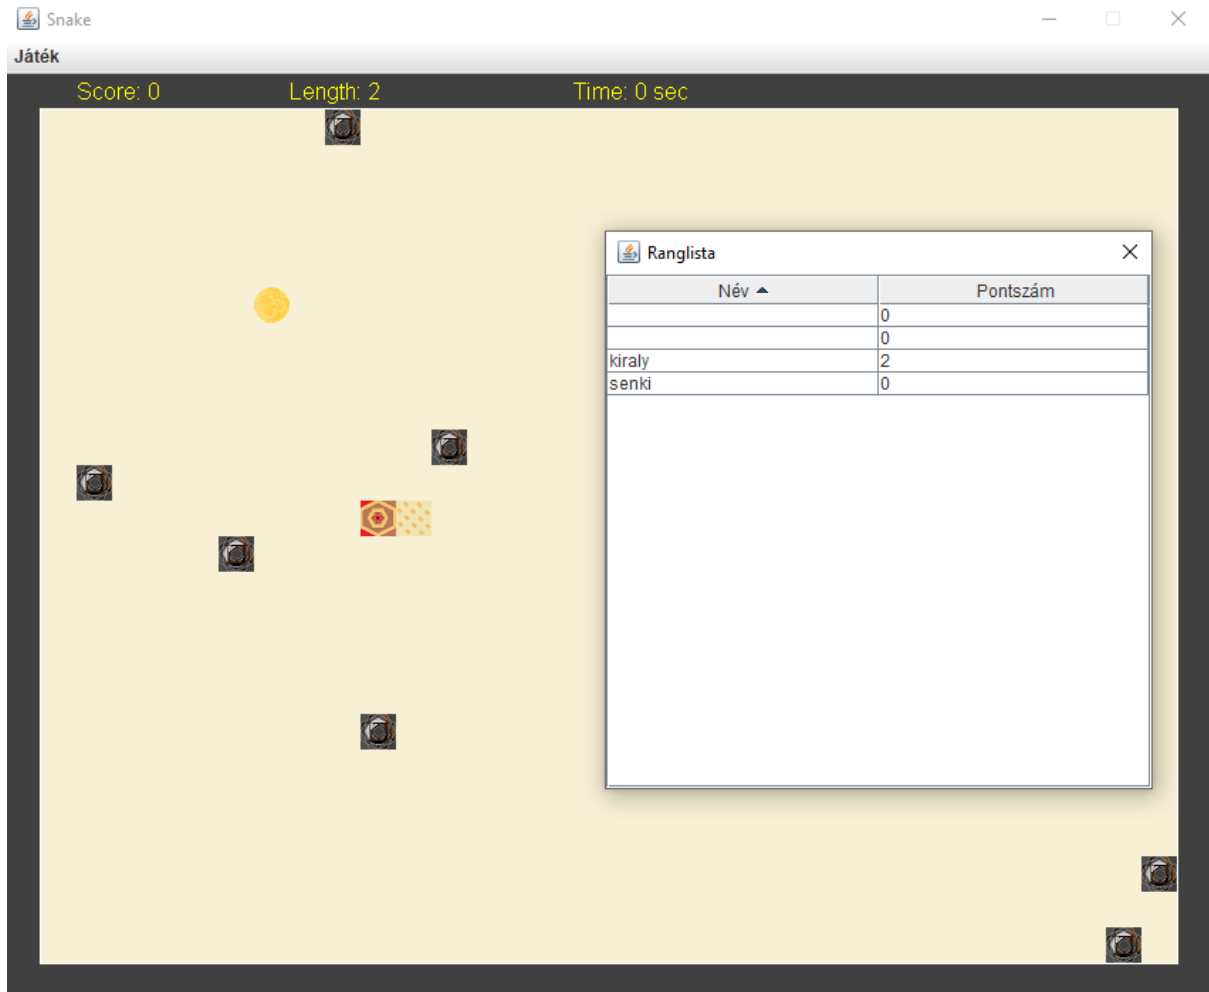 Snake
Játék
Score: 0 Length: 2 Time: 0 sec
Ranglista
Név Pontszám
0
0
kiraly 2
senki 0